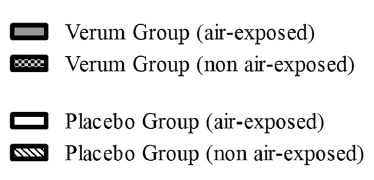 Verum Group (air-exposed)
Verum Group (non air-exposed)
Placebo Group (air-exposed)
Placebo Group (non air-exposed)